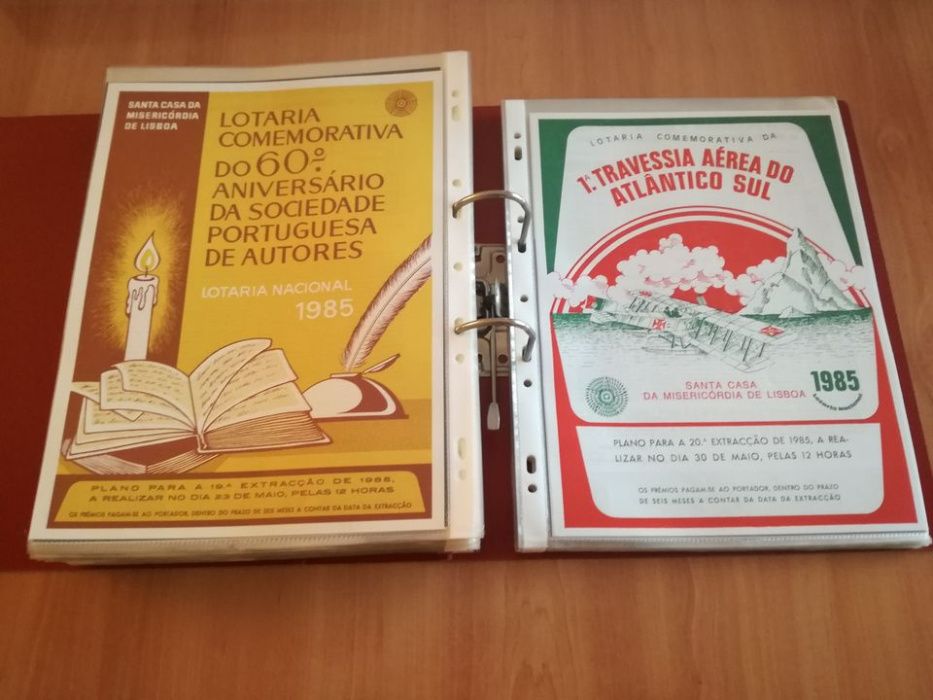 SANTA CASA DA
MISERICÓRDIA
DE LISBOA
LOTARIA
COMEMORATIVA
DO 60º
ANIVERSÁRIO
DA SOCIEDADE
PORTUGUESA
DE AUTORES
LOTARIA NACIONAL
1985
PLANO PARA A 19.ª EXTRACÇÃO DE 1985,
A REALIZAR NO DIA 23 DE MAIO, PELAS 12 HORAS
OS PRÉMIOS PAGAM-SE AO PORTADOR, DENTRO DO PRAZO DE SEIS MESES A CONTAR DA DATA DA EXTRACÇÃO
LOTARIA COMEMORATIVA DA
1.ª TRAVESSIA AÉREA DO
ATLÂNTICO SUL
SANTA CASA
DA MISERICÓRDIA DE LISBOA
1985
Lotaria Nacional
PLANO PARA A 20.ª EXTRACÇÃO DE 1985, A REA-
LIZAR NO DIA 30 DE MAIO, PELAS 12 HORAS
OS PRÉMIOS PAGAM-SE AO PORTADOR, DENTRO DO PRAZO
DE SEIS MESES A CONTAR DA DATA DA EXTRACÇÃO